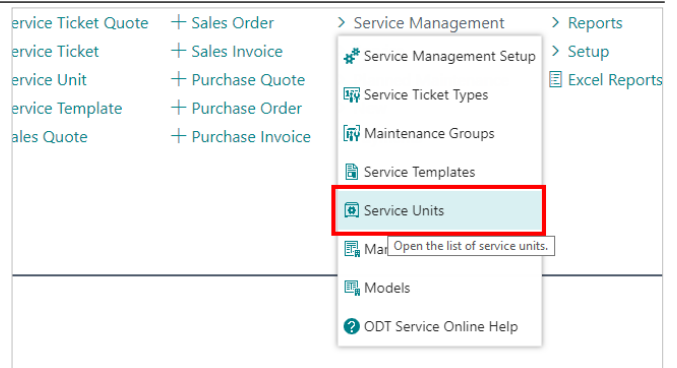 ervice Ticket Quote + Sales Order > Service Management > Reports
ervice Ticket + Sales Invoice > Setup
ervice Unit + Purchase Quote Excel Reports
ervice Template + Purchase Order
ales Quote + Purchase Invoice
Service Management Setup
Service Ticket Types
Maintenance Groups
Service Templates
Service Units
Open the list of service units.
Models
? ODT Service Online Help